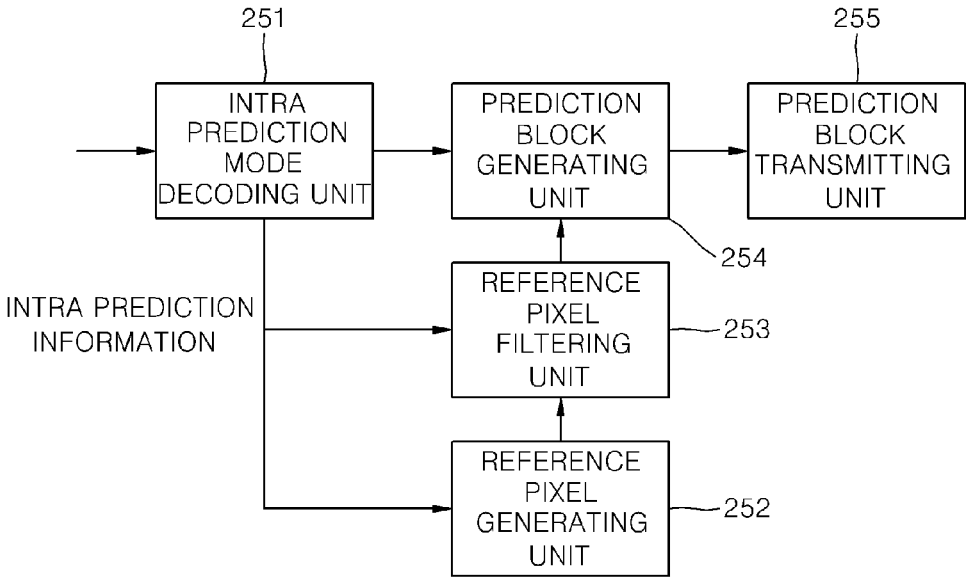 251
255
INTRA
PREDICTION
MODE
DECODING UNIT
PREDICTION
BLOCK
GENERATING
UNIT
PREDICTION
BLOCK
TRANSMITTING
UNIT
254
INTRA PREDICTION
INFORMATION
REFERENCE
PIXEL
FILTERING
UNIT
253
REFERENCE
PIXEL
GENERATING
UNIT
252